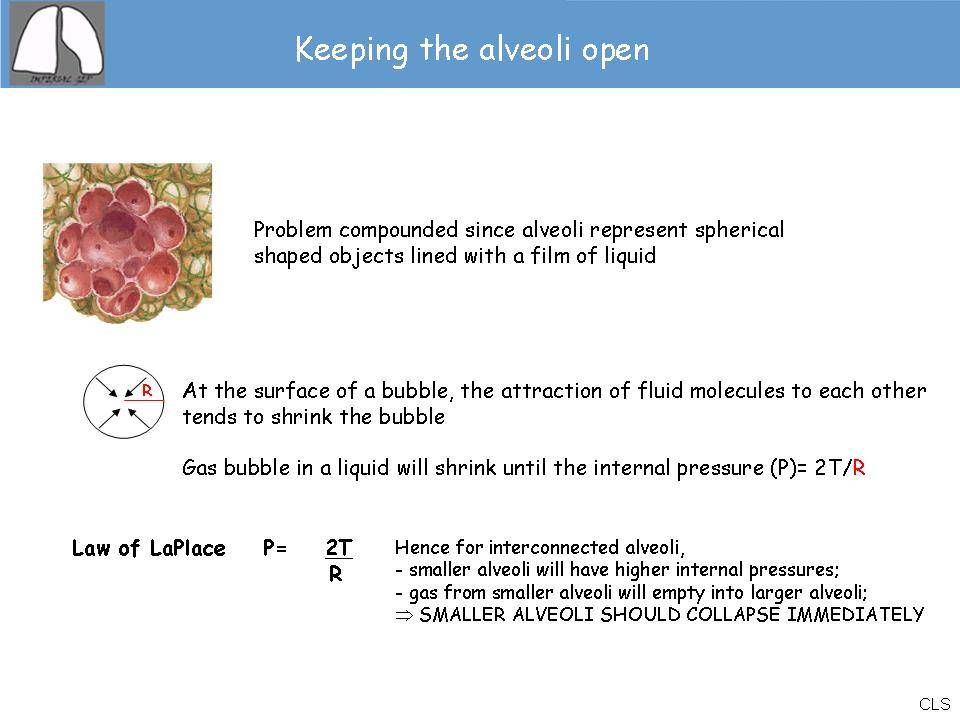 IMPERIAL SEP
Keeping the alveoli open
Problem compounded since alveoli represent spherical
shaped objects lined with a film of liquid
R
At the surface of a bubble, the attraction of fluid molecules to each other
tends to shrink the bubble
Gas bubble in a liquid will shrink until the internal pressure (P)= 2T/R
Law of LaPlace P= 2T
R
Hence for interconnected alveoli,
- smaller alveoli will have higher internal pressures;
- gas from smaller alveoli will empty into larger alveoli;
⇒ SMALLER ALVEOLI SHOULD COLLAPSE IMMEDIATELY
CLS